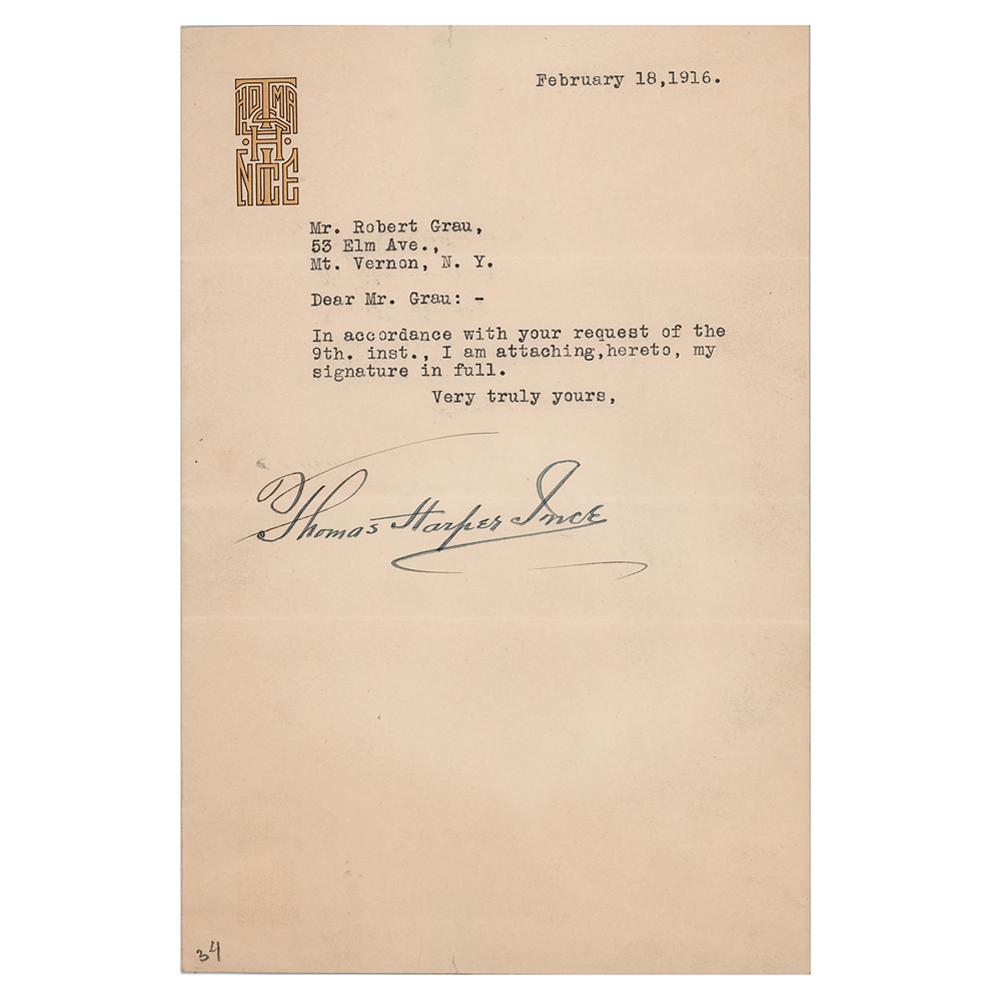 February 18,1916.
THOMAS
·H·
INCE
Mr. Robert Grau,
53 Elm Ave.,
Mt. Vernon, N. Y.
Dear Mr. Grau: -
In accordance with your request of the
9th. inst., I am attaching,hereto, my
signature in full.
Very truly yours,
Thomas Harper Ince
34